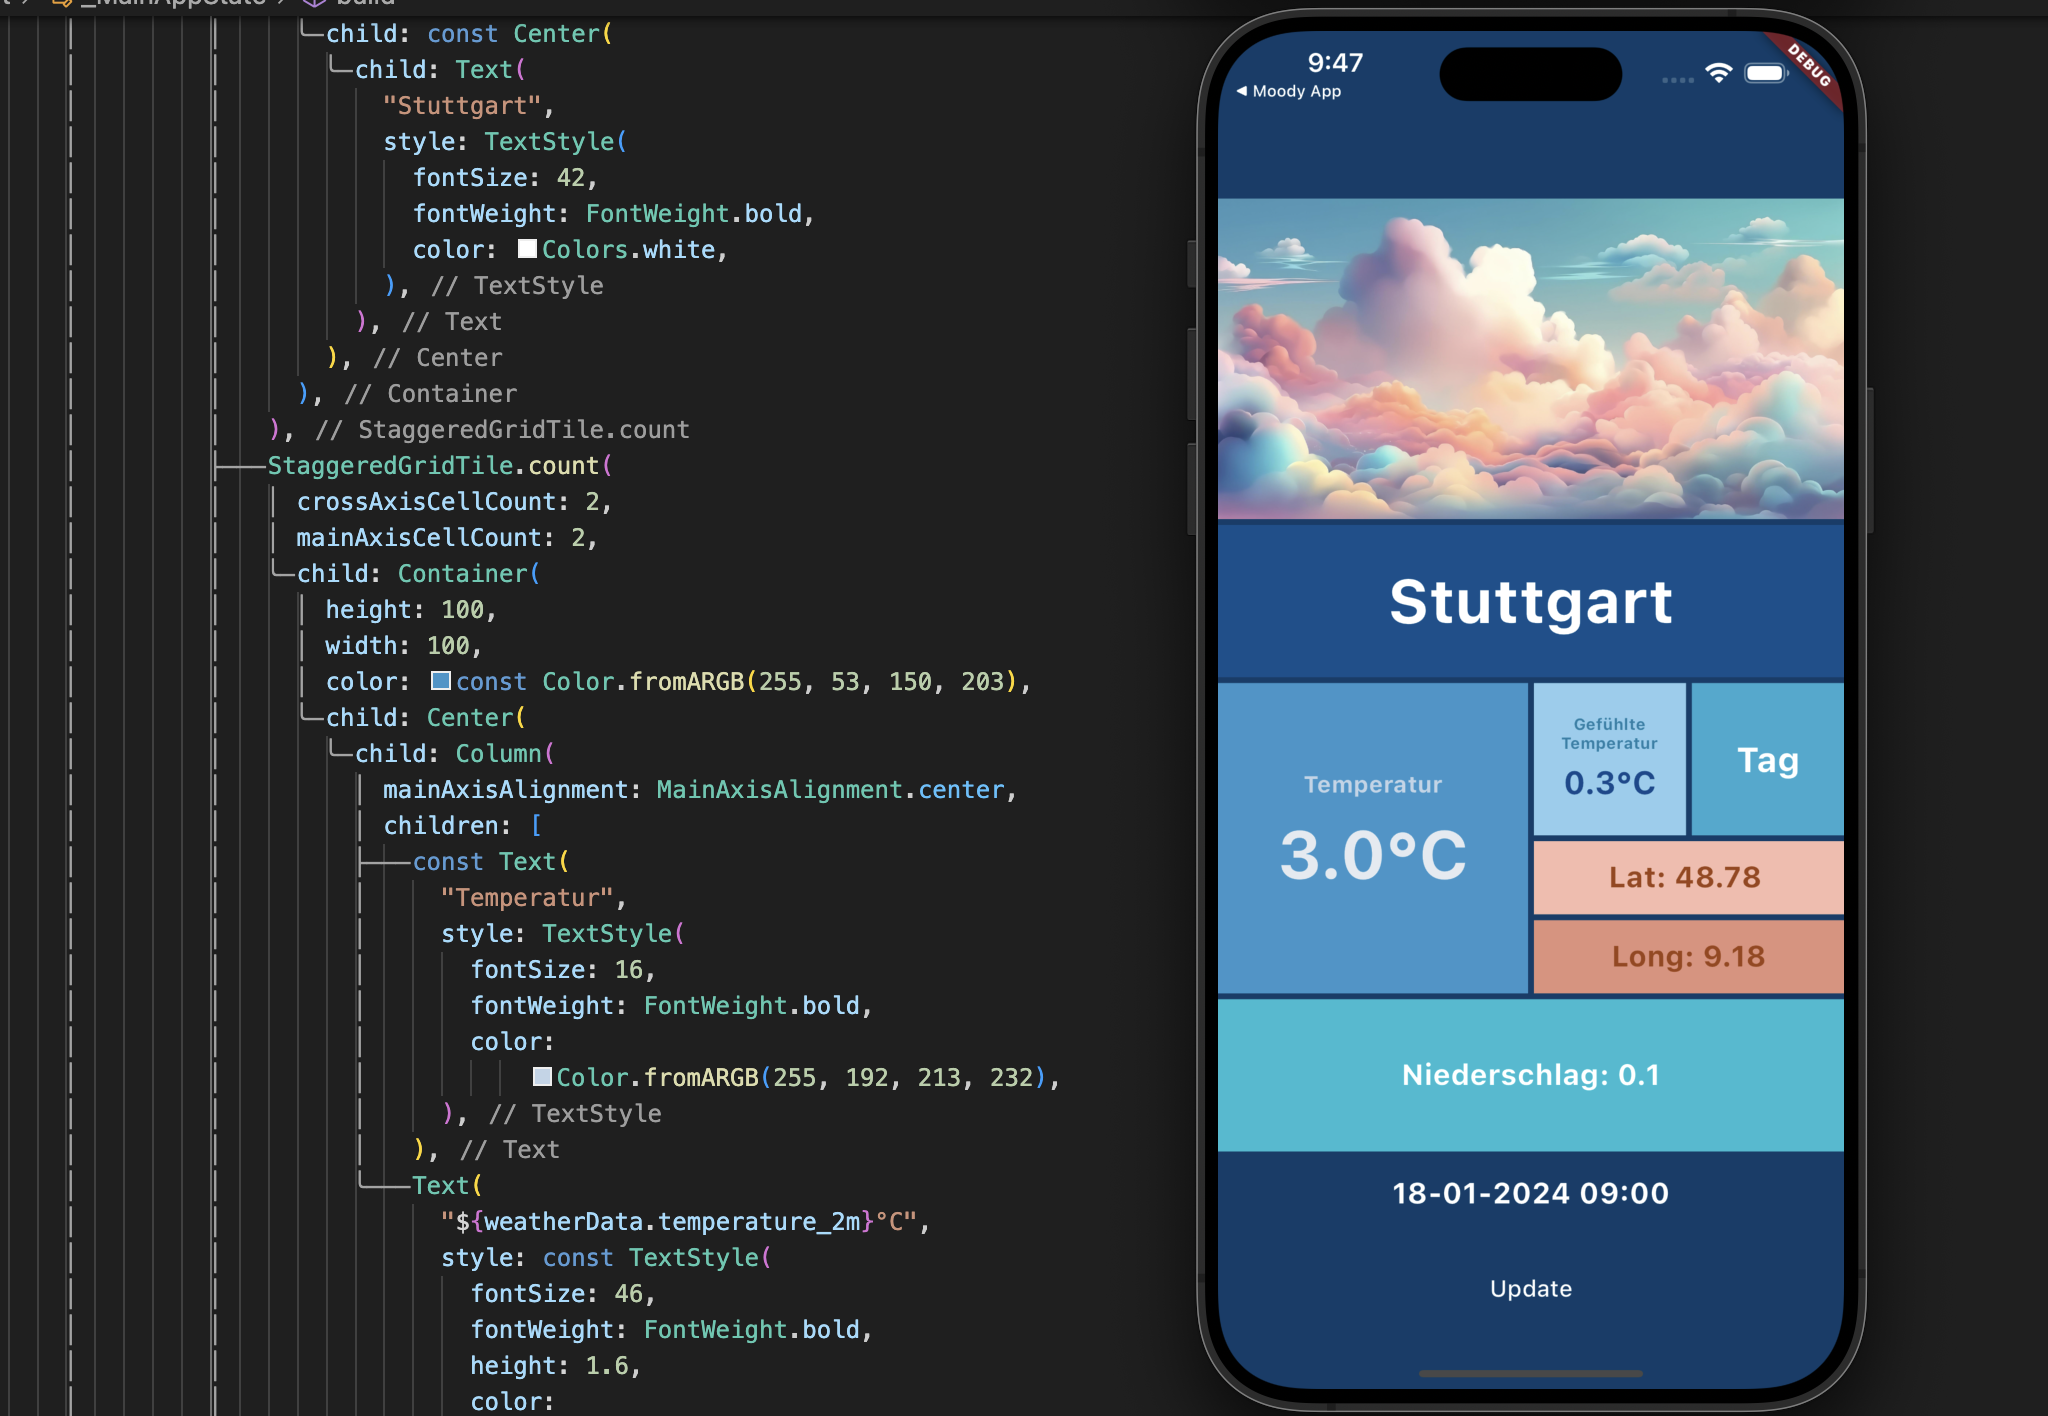 _MainAppState > build
child: const Center(
child: Text(
"Stuttgart",
style: TextStyle(
fontSize: 42,
fontWeight: FontWeight.bold,
color: Colors.white,
), // TextStyle
), // Text
), // Center
), // Container
), // StaggeredGridTile.count
StaggeredGridTile.count(
crossAxisCellCount: 2,
mainAxisCellCount: 2,
child: Container(
height: 100,
width: 100,
color: const Color.fromARGB(255, 53, 150, 203),
child: Center(
child: Column(
mainAxisAlignment: MainAxisAlignment.center,
children: [
const Text(
"Temperatur",
style: TextStyle(
fontSize: 16,
fontWeight: FontWeight.bold,
color:
Color.fromARGB(255, 192, 213, 232),
), // TextStyle
), // Text
Text(
"${weatherData.temperature_2m}°C",
style: const TextStyle(
fontSize: 46,
fontWeight: FontWeight.bold,
height: 1.6,
color:
9:47
◀ Moody App
DEBUG
Stuttgart
Temperatur
3.0°C
Gefühlte
Temperatur
0.3°C
Tag
Lat: 48.78
Long: 9.18
Niederschlag: 0.1
18-01-2024 09:00
Update